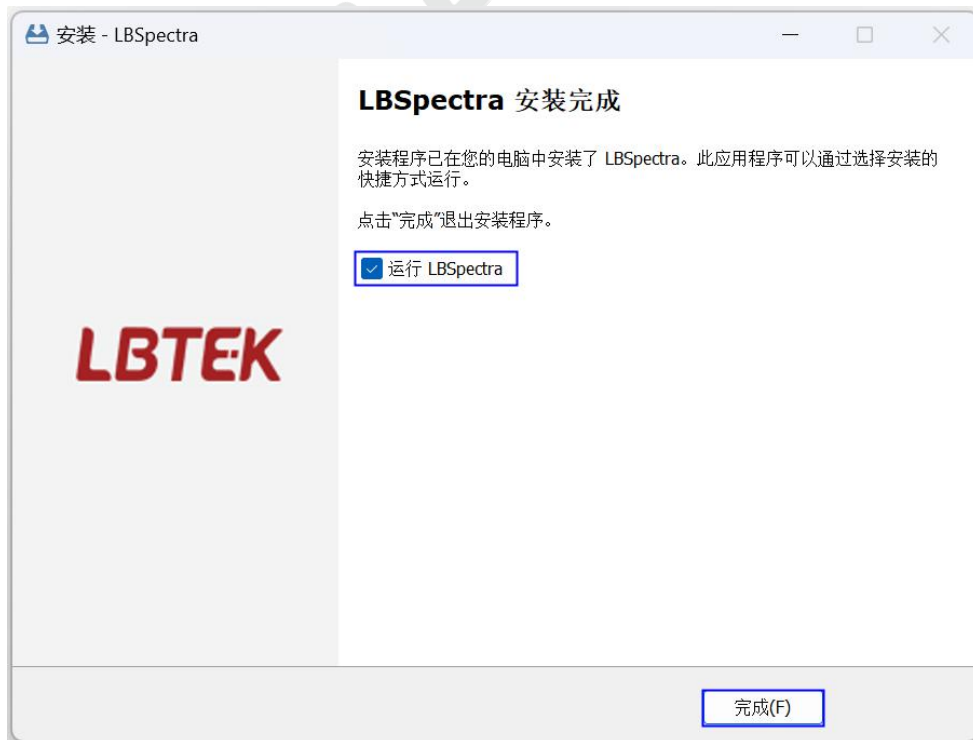 安装 - LBSpectra
LBSpectra 安装完成
安装程序已在您的电脑中安装了 LBSpectra。此应用程序可以通过选择安装的
快捷方式运行。
点击“完成”退出安装程序。
运行 LBSpectra
LBTEK
完成(F)